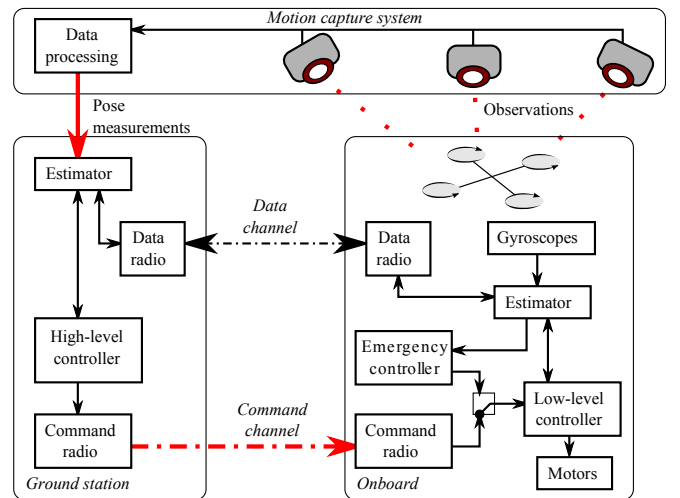 Motion capture system
Data
processing
Observations
Pose
measurements
Estimator
Data
radio
High-level
controller
Command
radio
Ground station
Data
channel
Command
channel
Data
radio
Gyroscopes
Estimator
Emergency
controller
Low-level
controller
Command
radio
Motors
Onboard